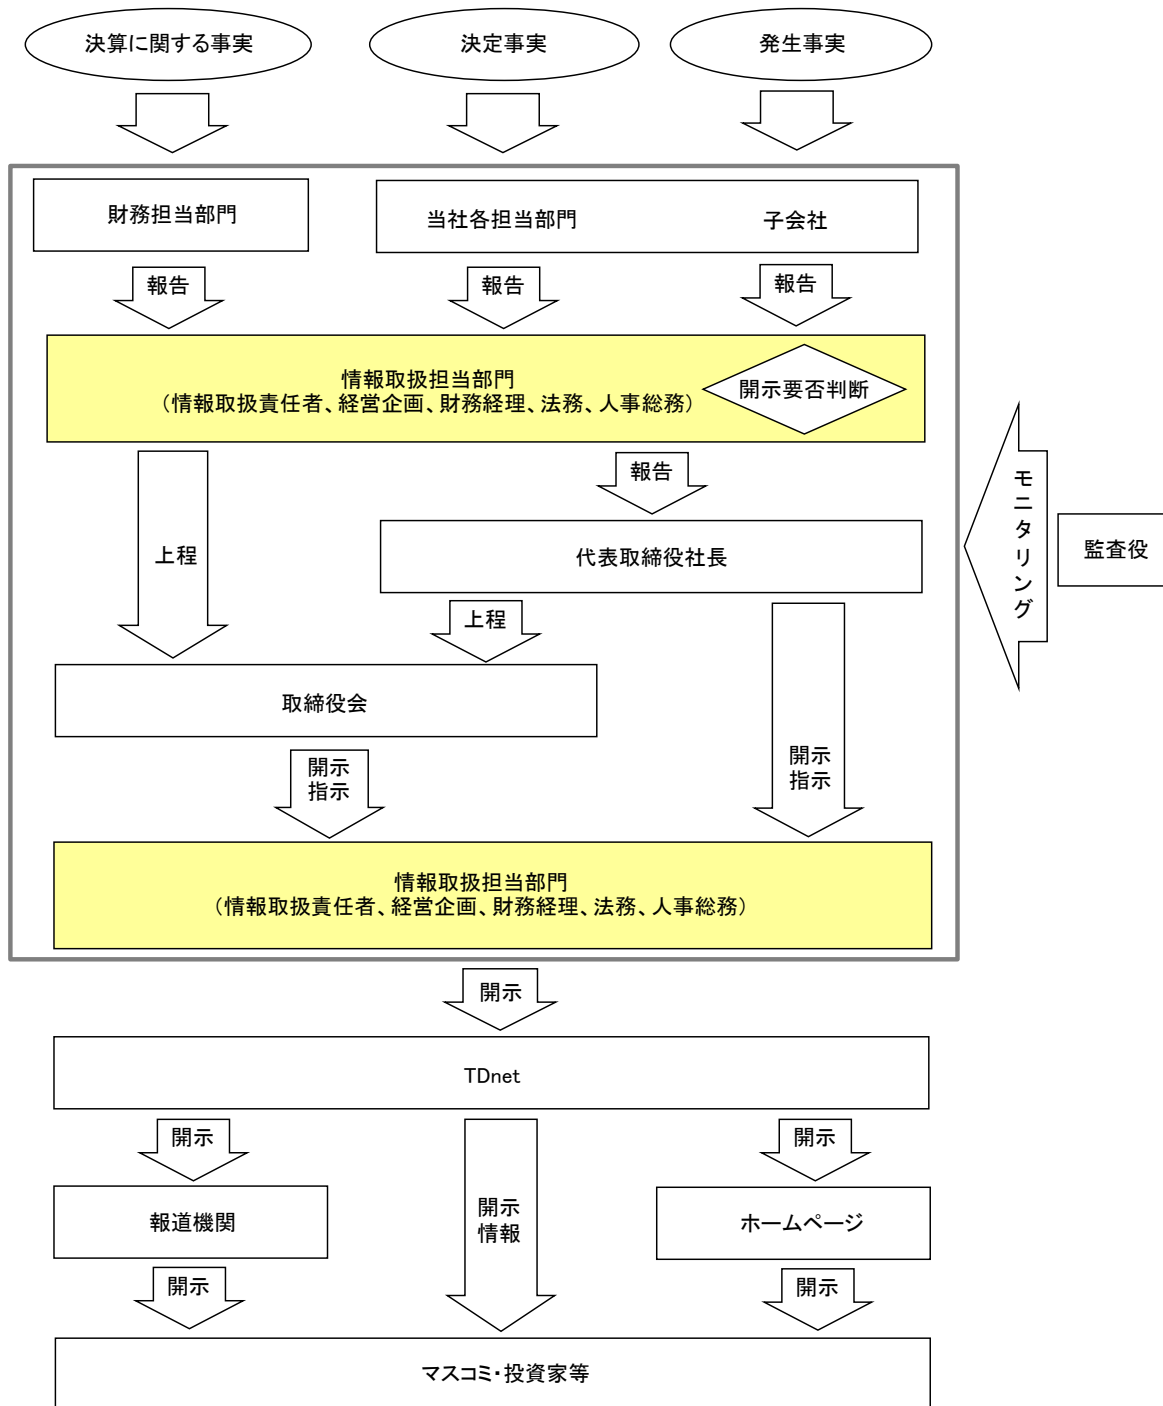 決算に関する事実
決定事実
発生事実
財務担当部門
当社各担当部門
子会社
報告
報告
報告
情報取扱担当部門
（情報取扱責任者、経営企画、財務経理、法務、人事総務）
開示要否判断
報告
モニタリング
監査役
上程
代表取締役社長
上程
取締役会
開示
指示
開示
指示
情報取扱担当部門
（情報取扱責任者、経営企画、財務経理、法務、人事総務）
開示
TDnet
開示
開示
報道機関
開示
情報
ホームページ
開示
開示
マスコミ・投資家等